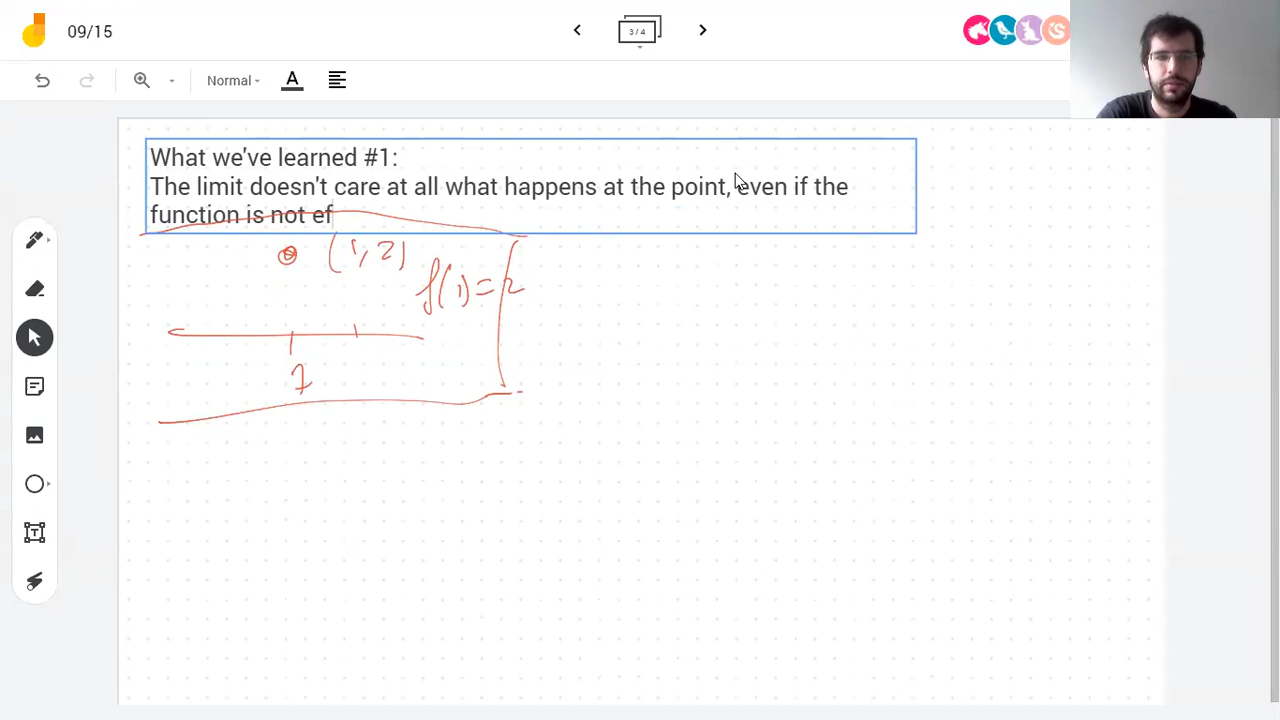 09/15
3 / 4
Normal
What we've learned #1:
The limit doesn't care at all what happens at the point, even if the
function is not ef
(1, 2)
f(1) = 2
1